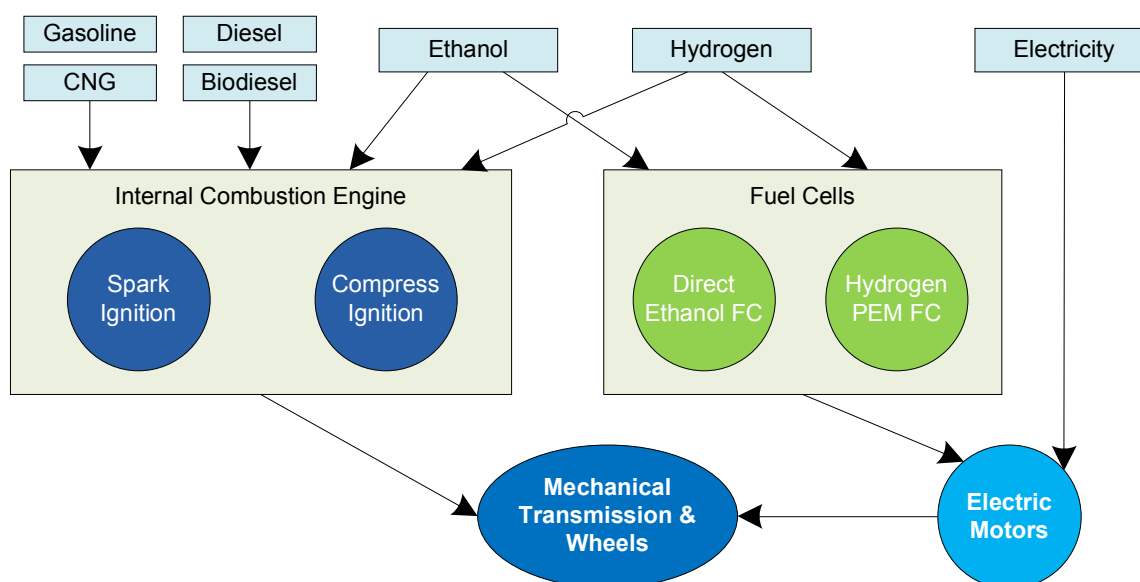 Gasoline
Diesel
Ethanol
Hydrogen
Electricity
CNG
Biodiesel
Internal Combustion Engine
Fuel Cells
Spark
Ignition
Compress
Ignition
Direct
Ethanol FC
Hydrogen
PEM FC
Mechanical
Transmission &
Wheels
Electric
Motors